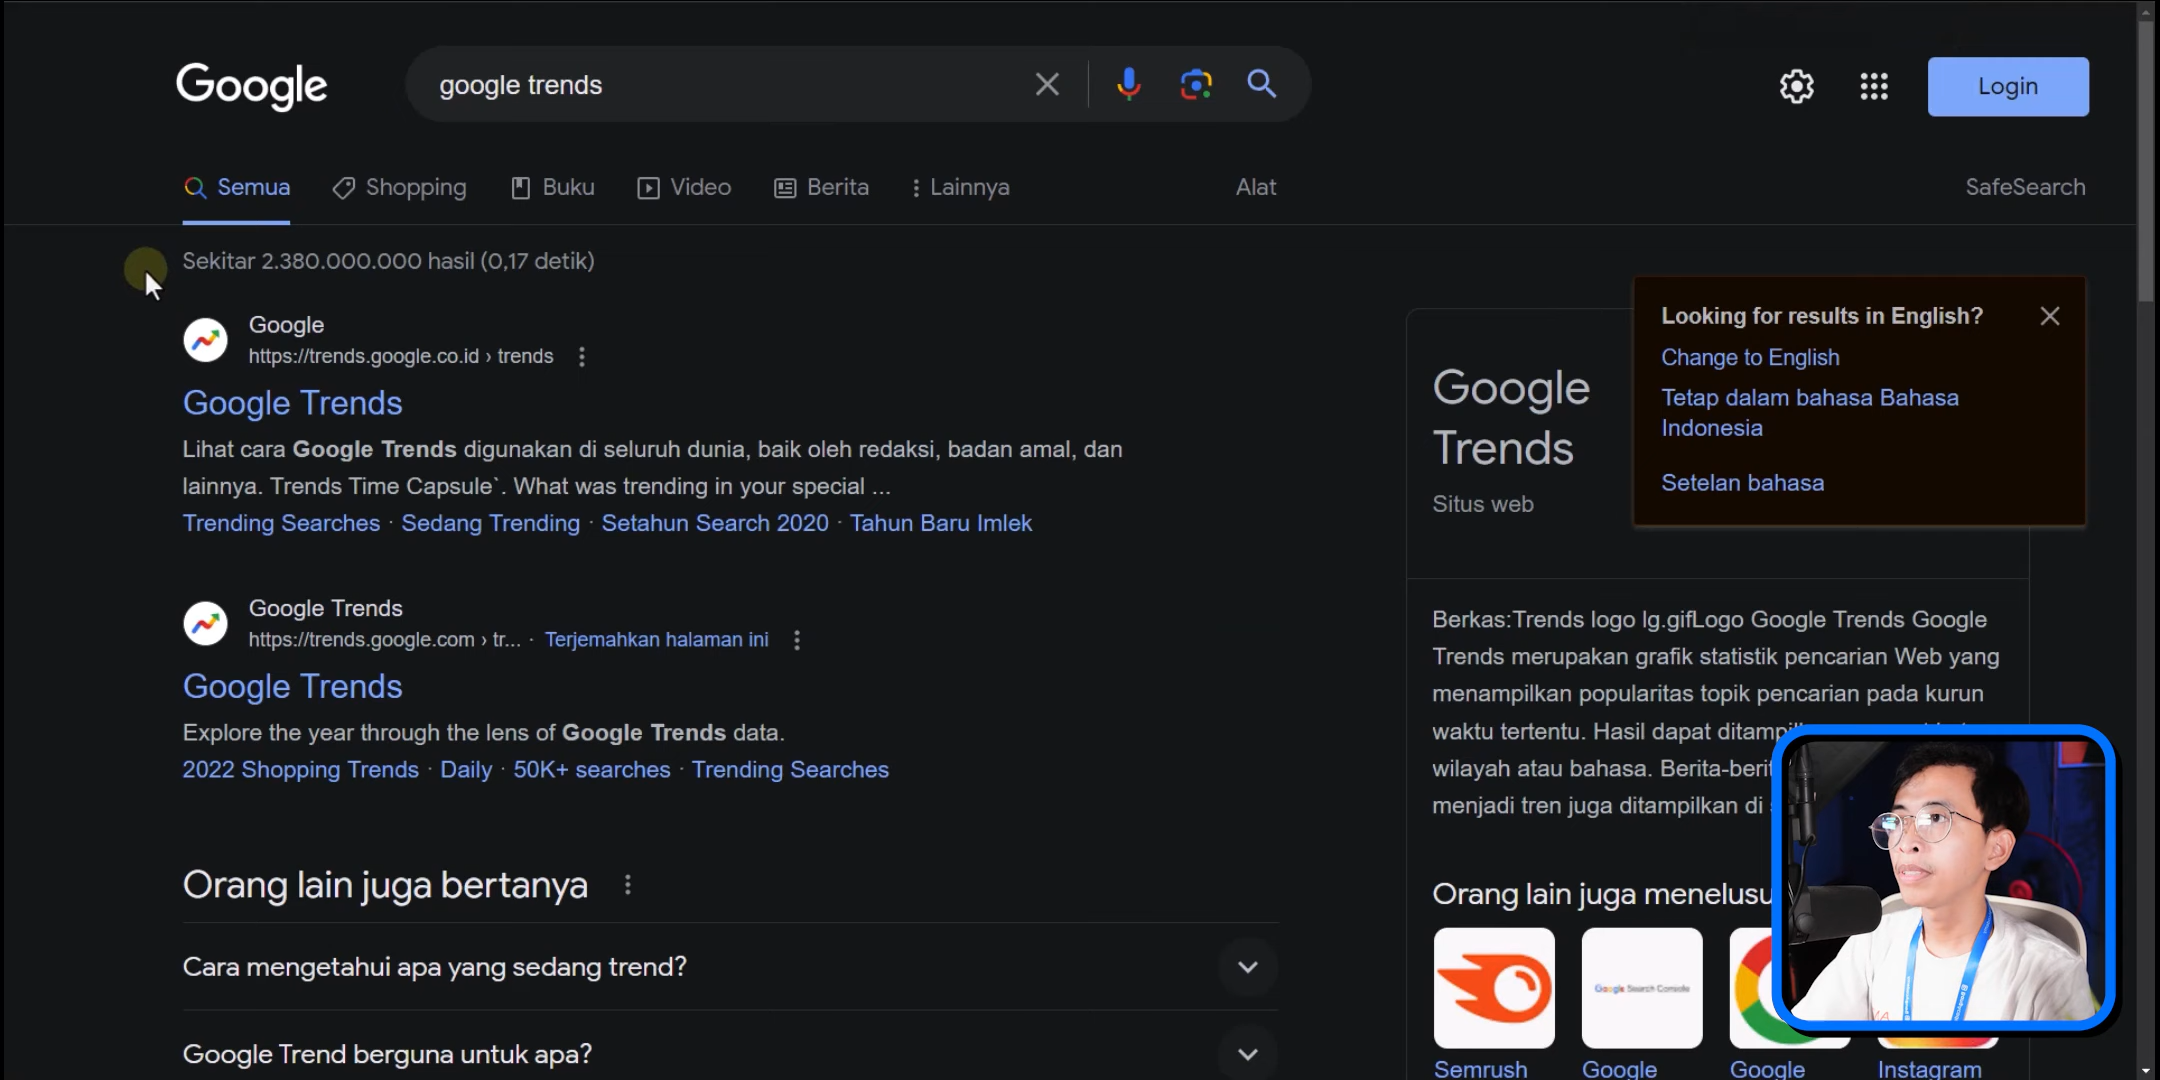 Google
google trends
Login
Semua
Shopping
Buku
Video
Berita
Lainnya
Alat
SafeSearch
Sekitar 2.380.000.000 hasil (0,17 detik)
Google
https://trends.google.co.id › trends
Google Trends
Lihat cara Google Trends digunakan di seluruh dunia, baik oleh redaksi, badan amal, dan
lainnya. Trends Time Capsule`. What was trending in your special ...
Trending Searches · Sedang Trending · Setahun Search 2020 · Tahun Baru Imlek
Google Trends
https://trends.google.com › tr... · Terjemahkan halaman ini
Google Trends
Explore the year through the lens of Google Trends data.
2022 Shopping Trends · Daily · 50K+ searches · Trending Searches
Orang lain juga bertanya
Cara mengetahui apa yang sedang trend?
Google Trend berguna untuk apa?
Looking for results in English?
Change to English
Tetap dalam bahasa Bahasa
Indonesia
Setelan bahasa
Google
Trends
Situs web
Berkas:Trends logo lg.gifLogo Google Trends Google
Trends merupakan grafik statistik pencarian Web yang
menampilkan popularitas topik pencarian pada kurun
waktu tertentu. Hasil dapat
wilayah atau bahasa.
menjadi tren juga ditampilkan di
Orang lain juga
Google Search Console
Semrush
Google
Google
Instagram